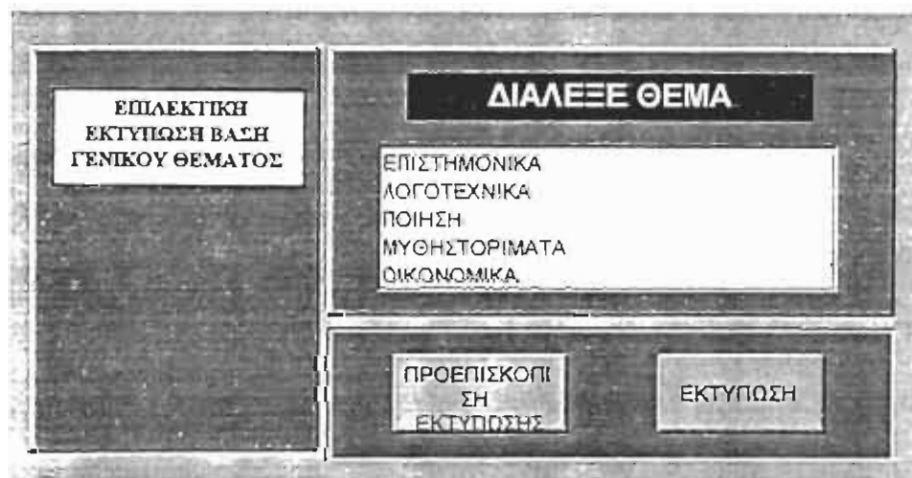 ΕΠΙΛΕΚΤΙΚΗ
ΕΚΤΥΠΩΣΗ ΒΑΣΗ
ΓΕΝΙΚΟΥ ΘΕΜΑΤΟΣ
ΔΙΑΛΕΞΕ ΘΕΜΑ
ΕΠΙΣΤΗΜΟΝΙΚΑ
ΛΟΓΟΤΕΧΝΙΚΑ
ΠΟΙΗΣΗ
ΜΥΘΗΣΤΟΡΙΜΑΤΑ
ΟΙΚΟΝΟΜΙΚΑ
ΠΡΟΕΠΙΣΚΟΠΙ
ΣΗ
ΕΚΤΥΠΩΣΗΣ
ΕΚΤΥΠΩΣΗ